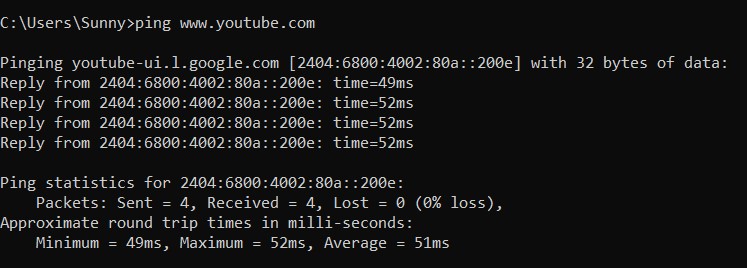 C:\Users\Sunny>ping www.youtube.com
Pinging youtube-ui.l.google.com [2404:6800:4002:80a::200e] with 32 bytes of data:
Reply from 2404:6800:4002:80a::200e: time=49ms
Reply from 2404:6800:4002:80a::200e: time=52ms
Reply from 2404:6800:4002:80a::200e: time=52ms
Reply from 2404:6800:4002:80a::200e: time=52ms
Ping statistics for 2404:6800:4002:80a::200e:
Packets: Sent = 4, Received = 4, Lost = 0 (0% loss),
Approximate round trip times in milli-seconds:
Minimum = 49ms, Maximum = 52ms, Average = 51ms